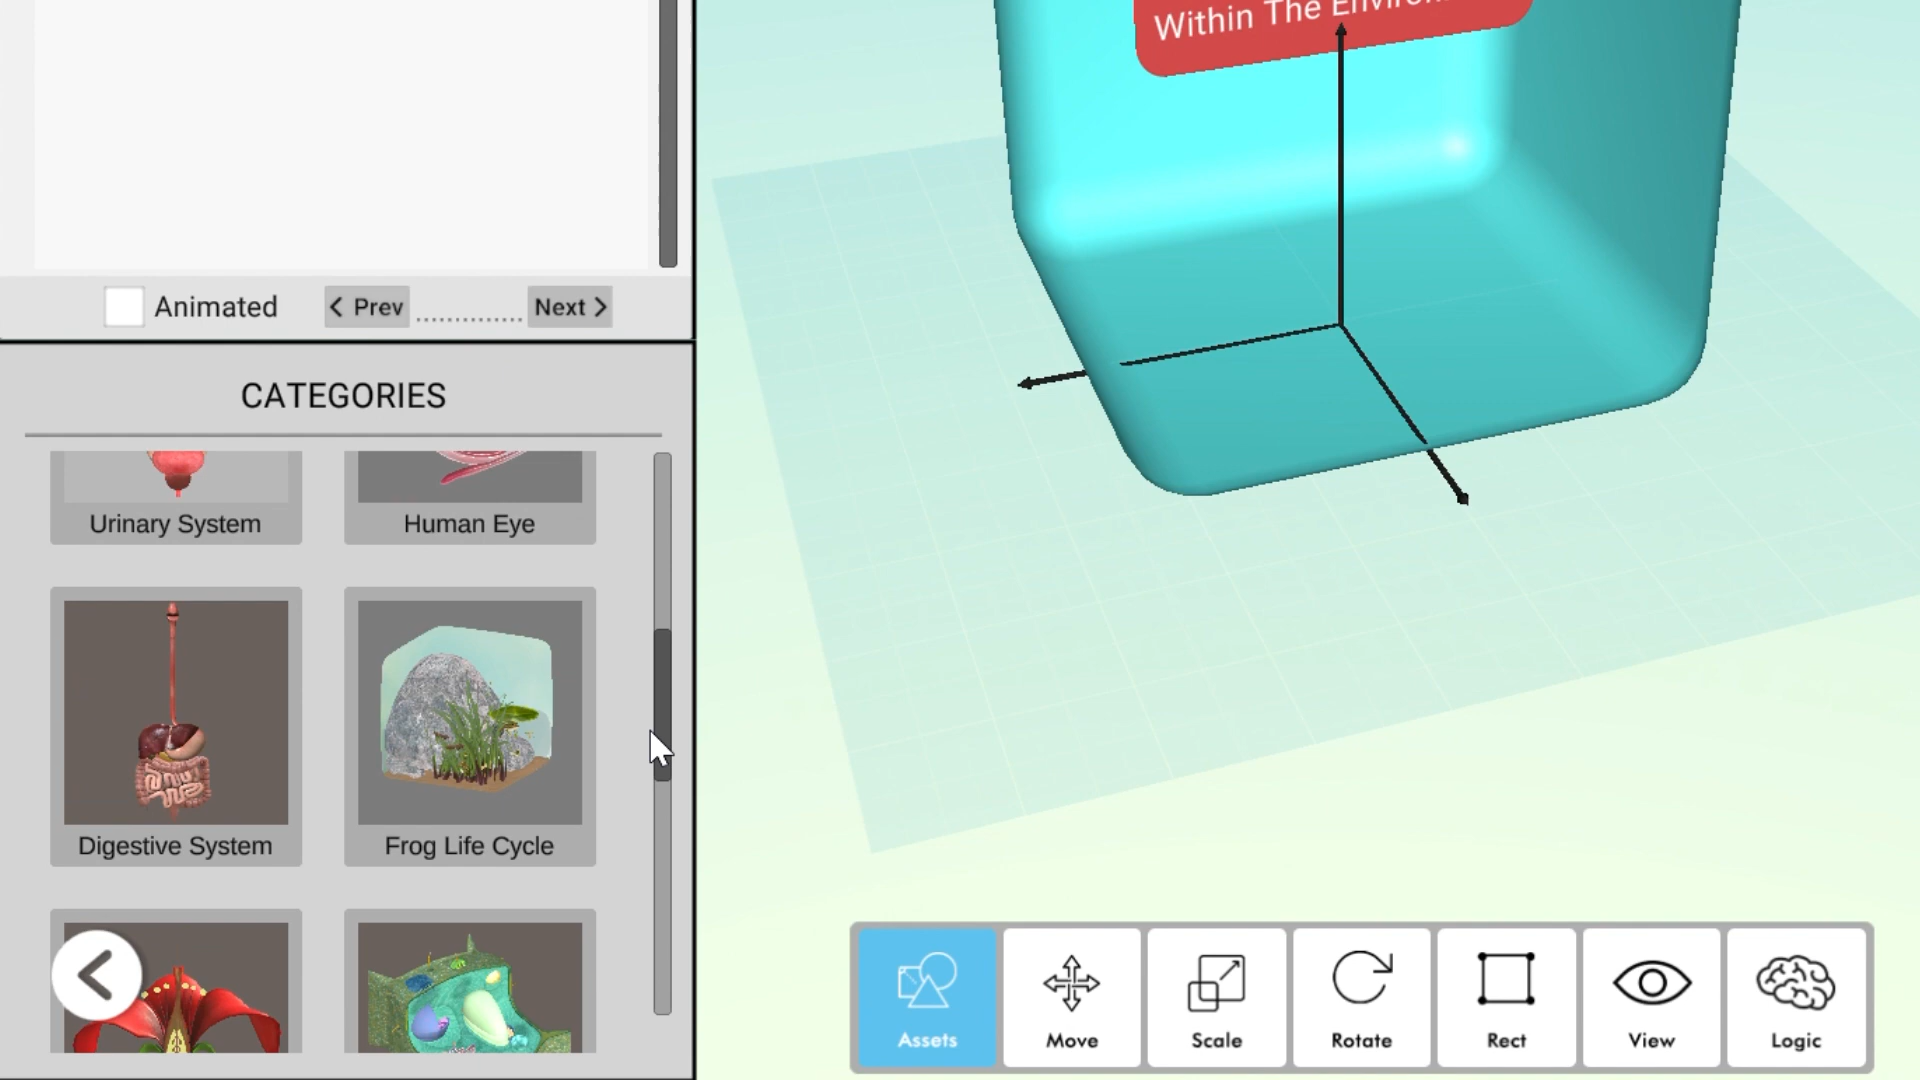 Within The
Animated
Prev
Next
CATEGORIES
Urinary System
Human Eye
Digestive System
Frog Life Cycle
Assets
Move
Scale
Rotate
Rect
View
Logic